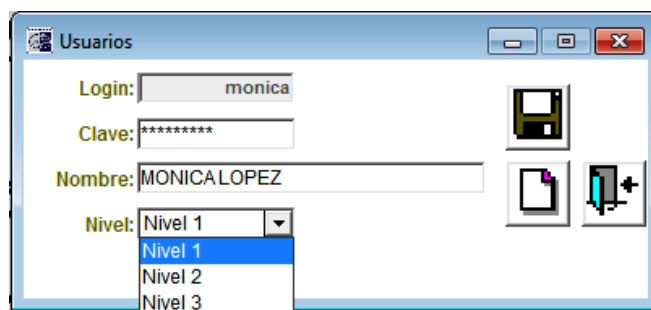 Usuarios
Login: monica
Clave: *********
Nombre: MONICA LOPEZ
Nivel: Nivel 1
Nivel 1
Nivel 2
Nivel 3